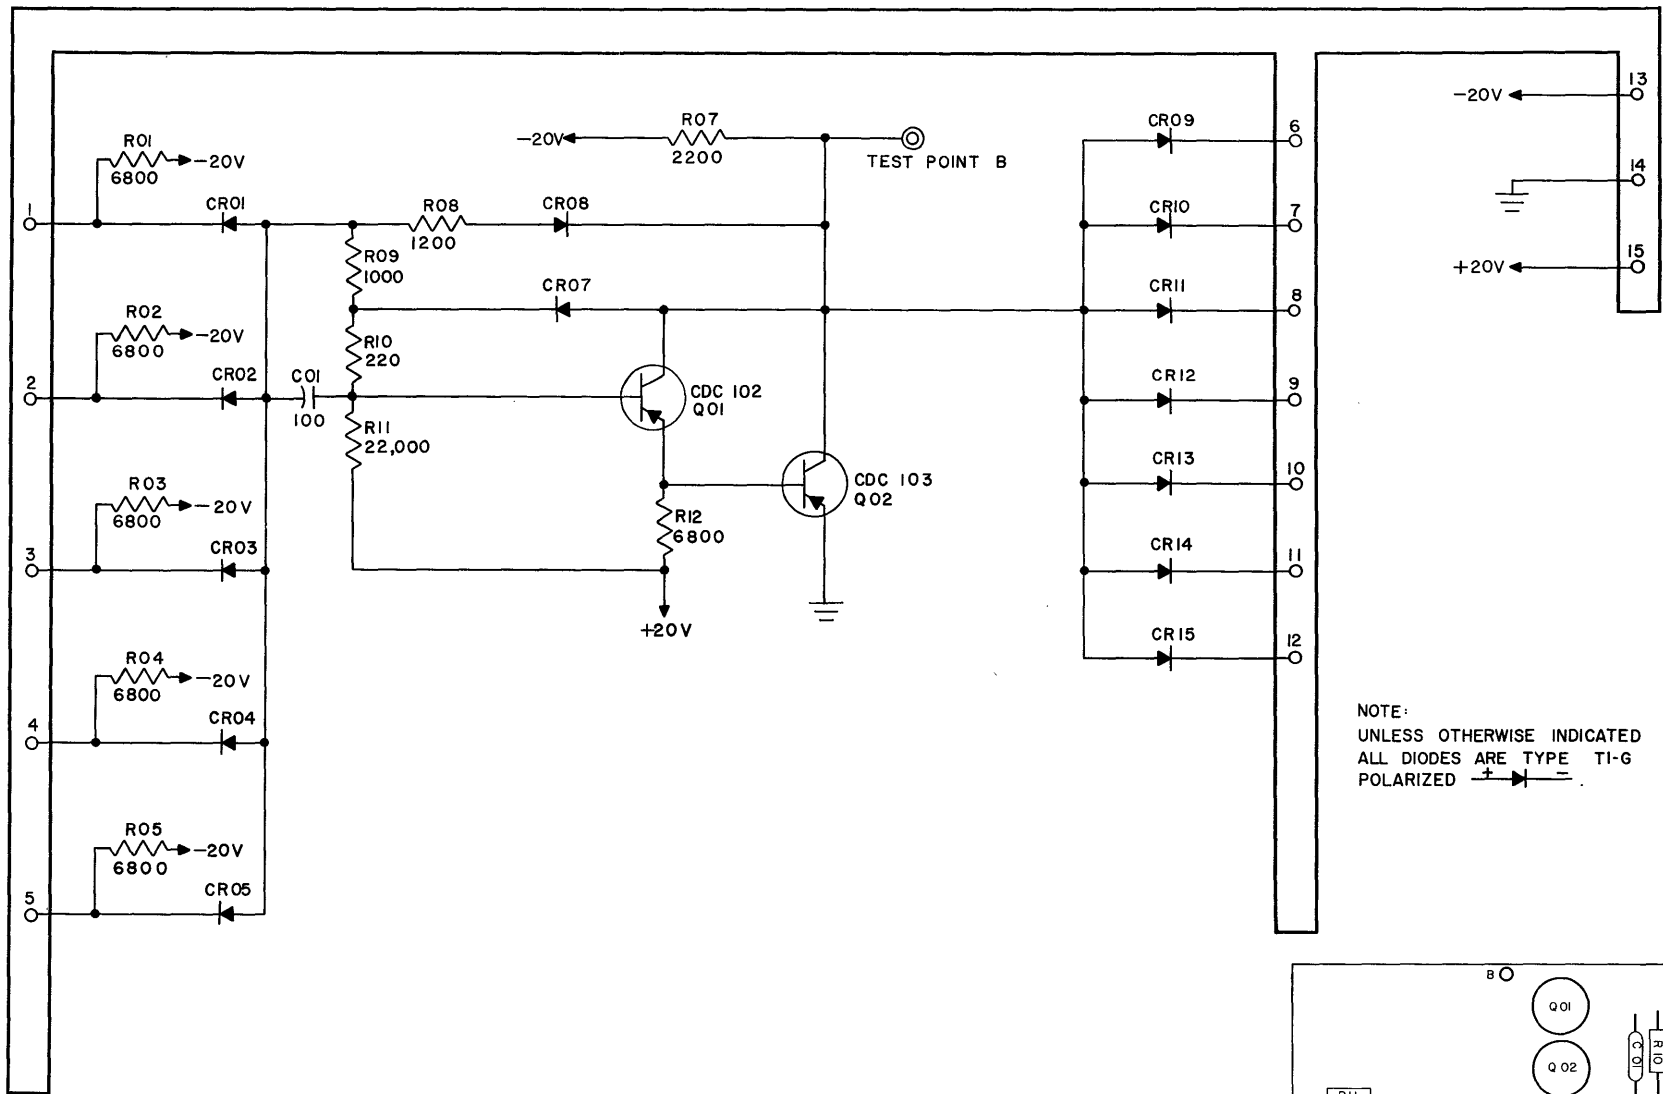 13
-20V
14
15
+20V
R01
6800
-20V
CR01
1
R02
6800
-20V
CR02
2
R03
6800
-20V
CR03
3
R04
6800
-20V
CR04
4
R05
6800
-20V
CR05
5
-20V
R07
2200
TEST POINT B
R08
1200
CR08
R09
1000
CR07
R10
220
C01
100
R11
22,000
CDC 102
Q01
CDC 103
Q02
R12
6800
+20V
CR09
6
CR10
7
CR11
8
CR12
9
CR13
10
CR14
11
CR15
12
NOTE:
UNLESS OTHERWISE INDICATED
ALL DIODES ARE TYPE TI-G
POLARIZED + - .
B
Q01
Q02
C01
R10